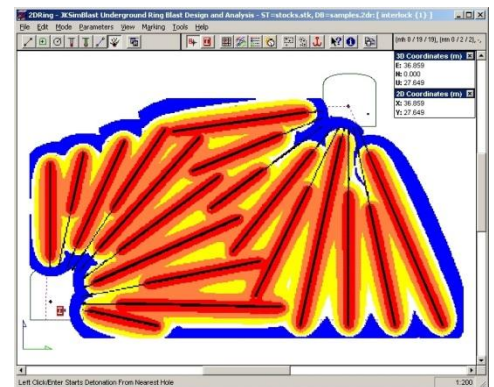 2DRing - JKSimBlast Underground Ring Blast Design and Analysis - ST=stocks.stk, DB=samples.2dr: [ interlock (1) ]
File Edit Mode Parameters View Marking Tools Help
[mh 0 / 19 / 19], [nm 0 / 2 / 2], -,
3D Coordinates (m)
E: 36.859
N: 0.000
U: 27.649
2D Coordinates (m)
X: 36.859
Y: 27.649
Left Click/Enter Starts Detonation From Nearest Hole
1:200